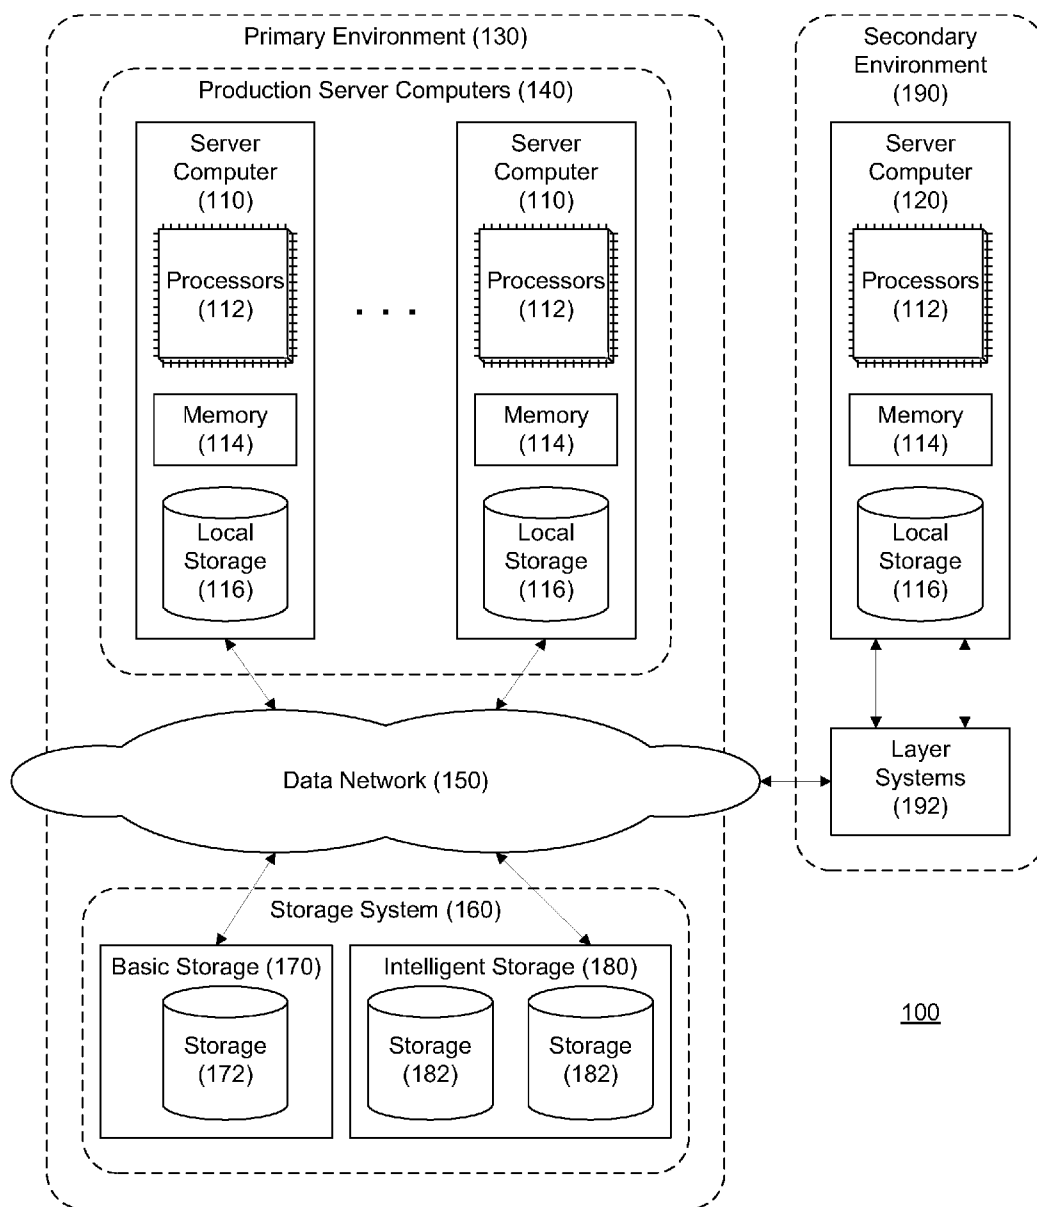 Primary Environment (130)
Production Server Computers (140)
Server
Computer
(110)
Processors
(112)
Memory
(114)
Local
Storage
(116)
. . .
Server
Computer
(110)
Processors
(112)
Memory
(114)
Local
Storage
(116)
Secondary
Environment
(190)
Server
Computer
(120)
Processors
(112)
Memory
(114)
Local
Storage
(116)
Data Network (150)
Layer
Systems
(192)
Storage System (160)
Basic Storage (170)
Storage
(172)
Intelligent Storage (180)
Storage
(182)
Storage
(182)
100